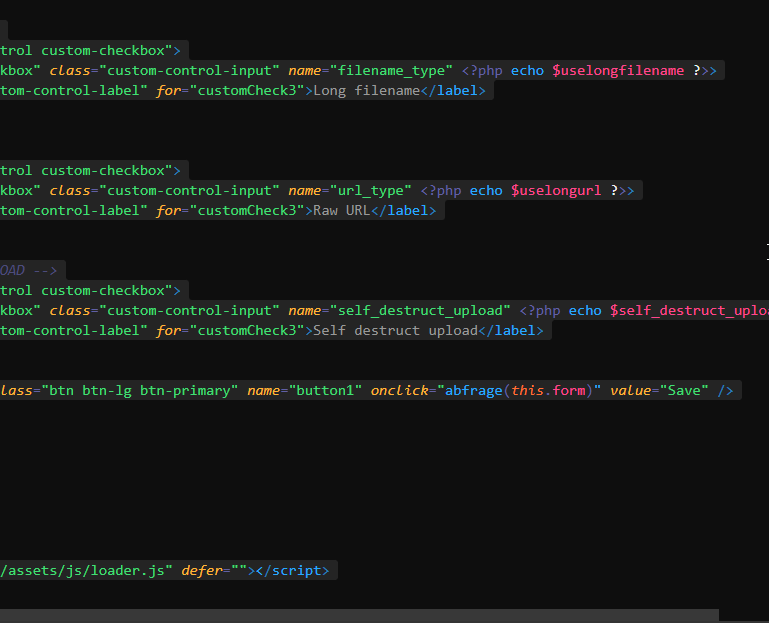 trol custom-checkbox">
kbox" class="custom-control-input" name="filename_type" <?php echo $uselongfilename ?>>
tom-control-label" for="customCheck3">Long filename</label>
trol custom-checkbox">
kbox" class="custom-control-input" name="url_type" <?php echo $uselongurl ?>>
tom-control-label" for="customCheck3">Raw URL</label>
OAD -->
trol custom-checkbox">
kbox" class="custom-control-input" name="self_destruct_upload" <?php echo $self_destruct_uploa
tom-control-label" for="customCheck3">Self destruct upload</label>
lass="btn btn-lg btn-primary" name="button1" onclick="abfrage(this.form)" value="Save" />
/assets/js/loader.js" defer=""></script>